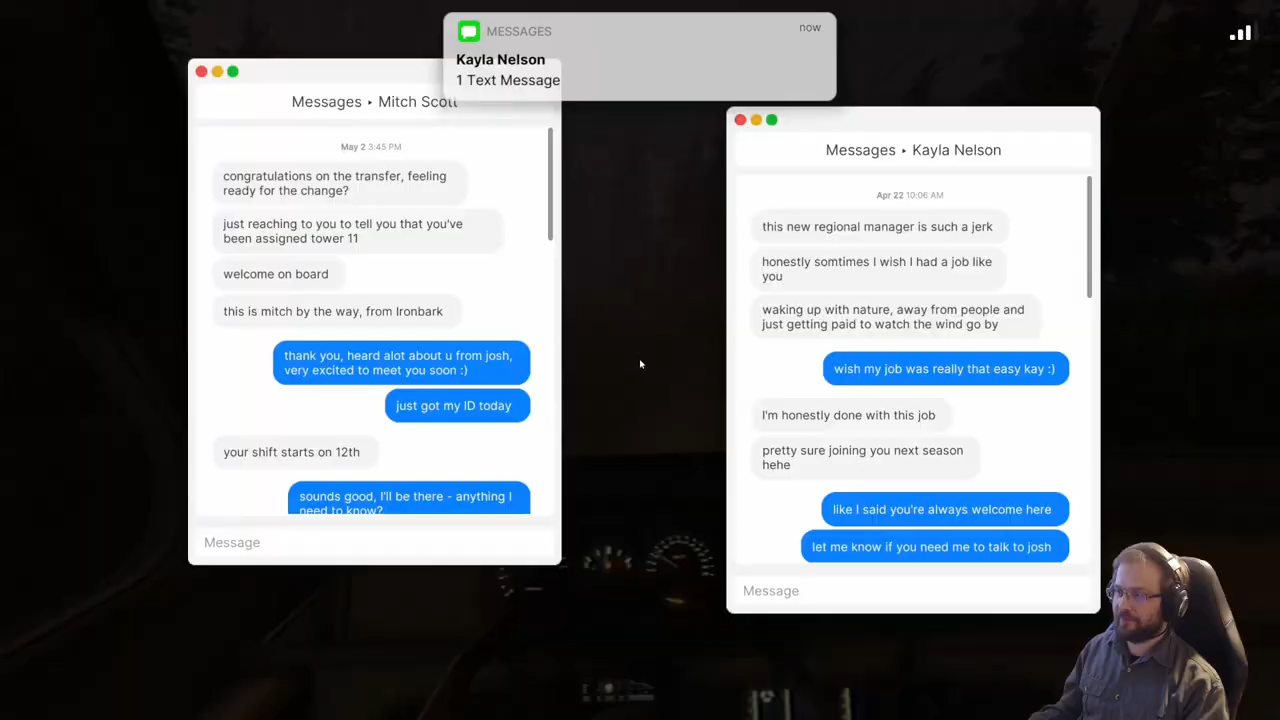 MESSAGES
now
Kayla Nelson
1 Text Message
Messages ‣ Mitch Scott
May 2 3:45 PM
congratulations on the transfer, feeling
ready for the change?
just reaching to you to tell you that you've
been assigned tower 11
welcome on board
this is mitch by the way, from Ironbark
thank you, heard alot about u from josh,
very excited to meet you soon :)
just got my ID today
your shift starts on 12th
sounds good, I'll be there - anything I
need to know?
Message
Messages ‣ Kayla Nelson
Apr 22 10:06 AM
this new regional manager is such a jerk
honestly somtimes I wish I had a job like
you
waking up with nature, away from people and
just getting paid to watch the wind go by
wish my job was really that easy kay :)
I'm honestly done with this job
pretty sure joining you next season
hehe
like I said you're always welcome here
let me know if you need me to talk to josh
Message